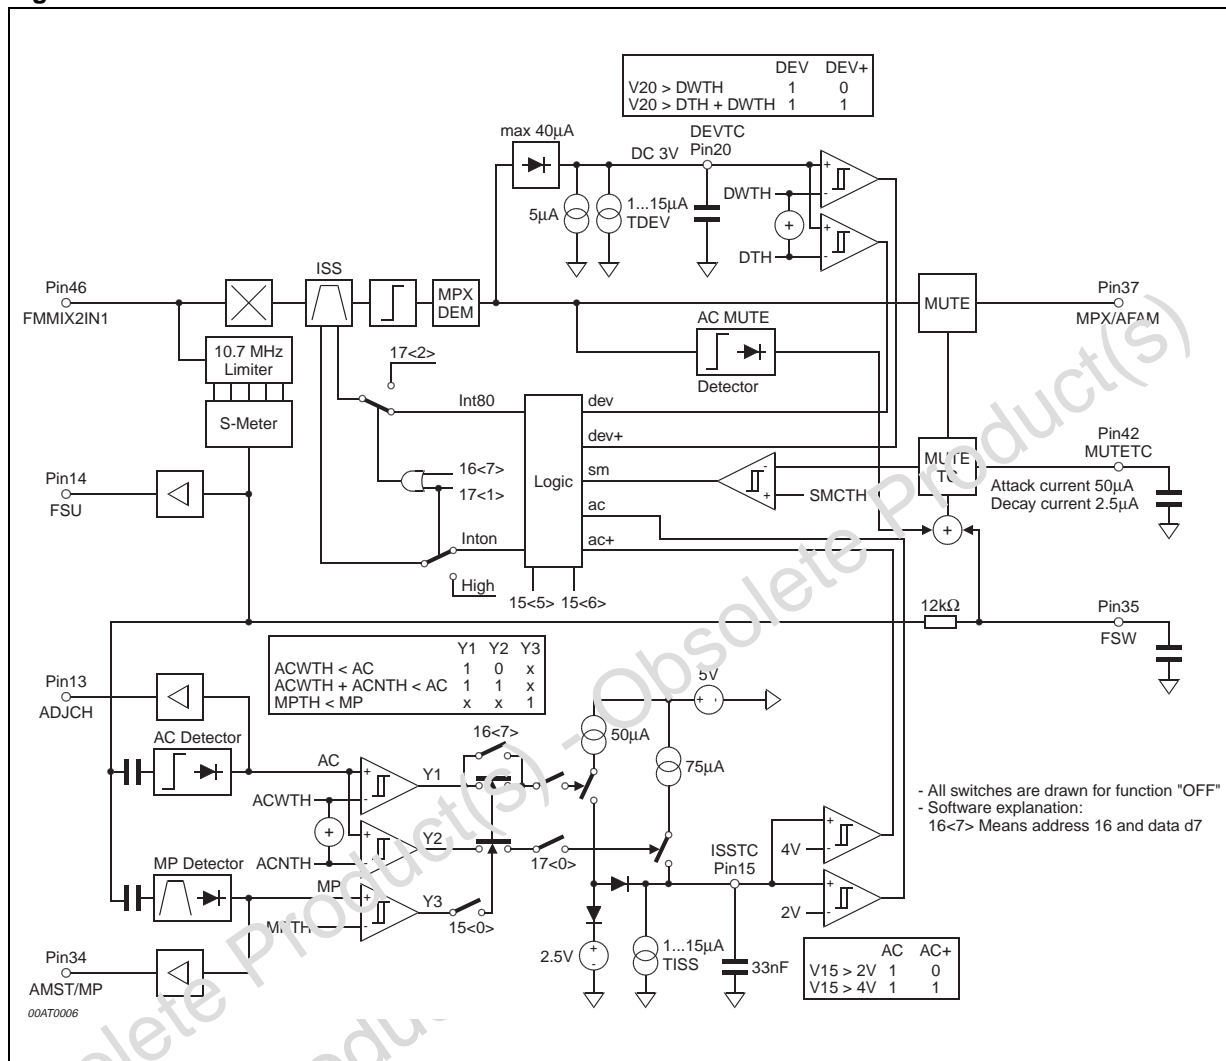 DEV DEV+
V20 > DWTH 1 0
V20 > DTH + DWTH 1 1
max 40µA
DEVTC
Pin20
DC 3V
5µA
1...15µA
TDEV
DWTH
+
DTH
+
-
+
-
Pin46
FMMIX2IN1
ISS
MPX
DEM
MUTE
Pin37
MPX/AFAM
10.7 MHz
Limiter
S-Meter
17<2>
AC MUTE
Detector
Int80
Logic
dev
dev+
sm
ac
ac+
16<7>
17<1>
Inton
High
15<5> 15<6>
-
+
SMCTH
MUTE
TC
+
Pin42
MUTETC
Attack current 50µA
Decay current 2.5µA
Pin14
FSU
12kΩ
Pin35
FSW
Y1 Y2 Y3
ACWTH < AC 1 0 x
ACWTH + ACNTH < AC 1 1 x
MPTH < MP x x 1
Pin13
ADJCH
AC Detector
AC
ACWTH
+
ACNTH
+
-
+
-
Y1
Y2
16<7>
17<0>
MP Detector
MP
MPTH
+
-
Y3
15<0>
Pin34
AMST/MP
5V
+ -
50µA
75µA
2.5V
+
-
1...15µA
TISS
ISSTC
Pin15
33nF
4V
2V
+
-
+
-
AC AC+
V15 > 2V 1 0
V15 > 4V 1 1
- All switches are drawn for function "OFF"
- Software explanation:
16<7> Means address 16 and data d7
00AT0006
Obsolete Product(s) - Obsolete Product(s)